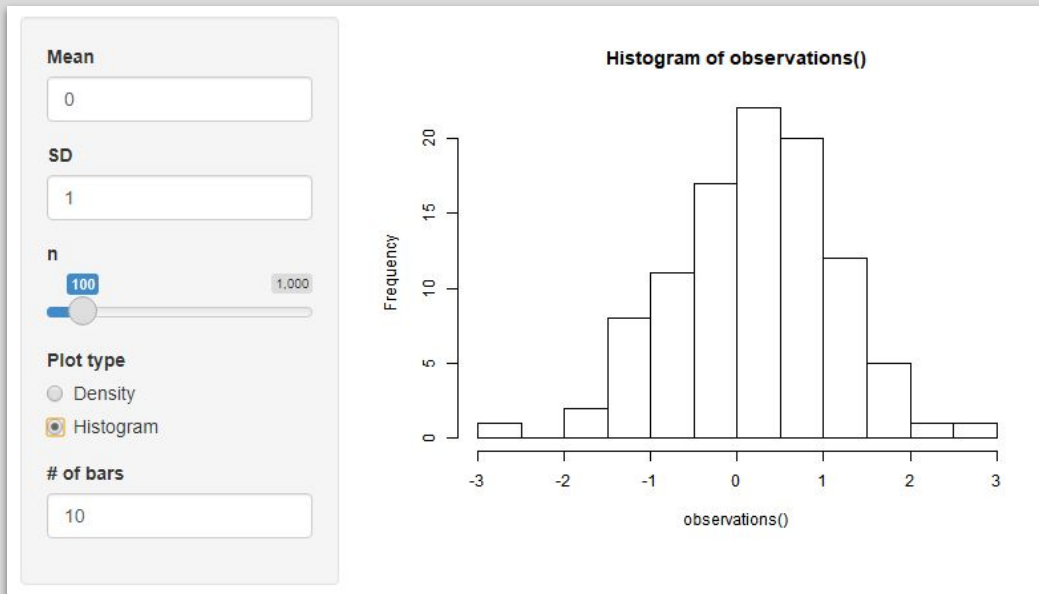 Mean
0
SD
1
n
100
1,000
Plot type
Density
Histogram
# of bars
10
Histogram of observations()
Frequency
20
15
10
5
0
-3 -2 -1 0 1 2 3
observations()